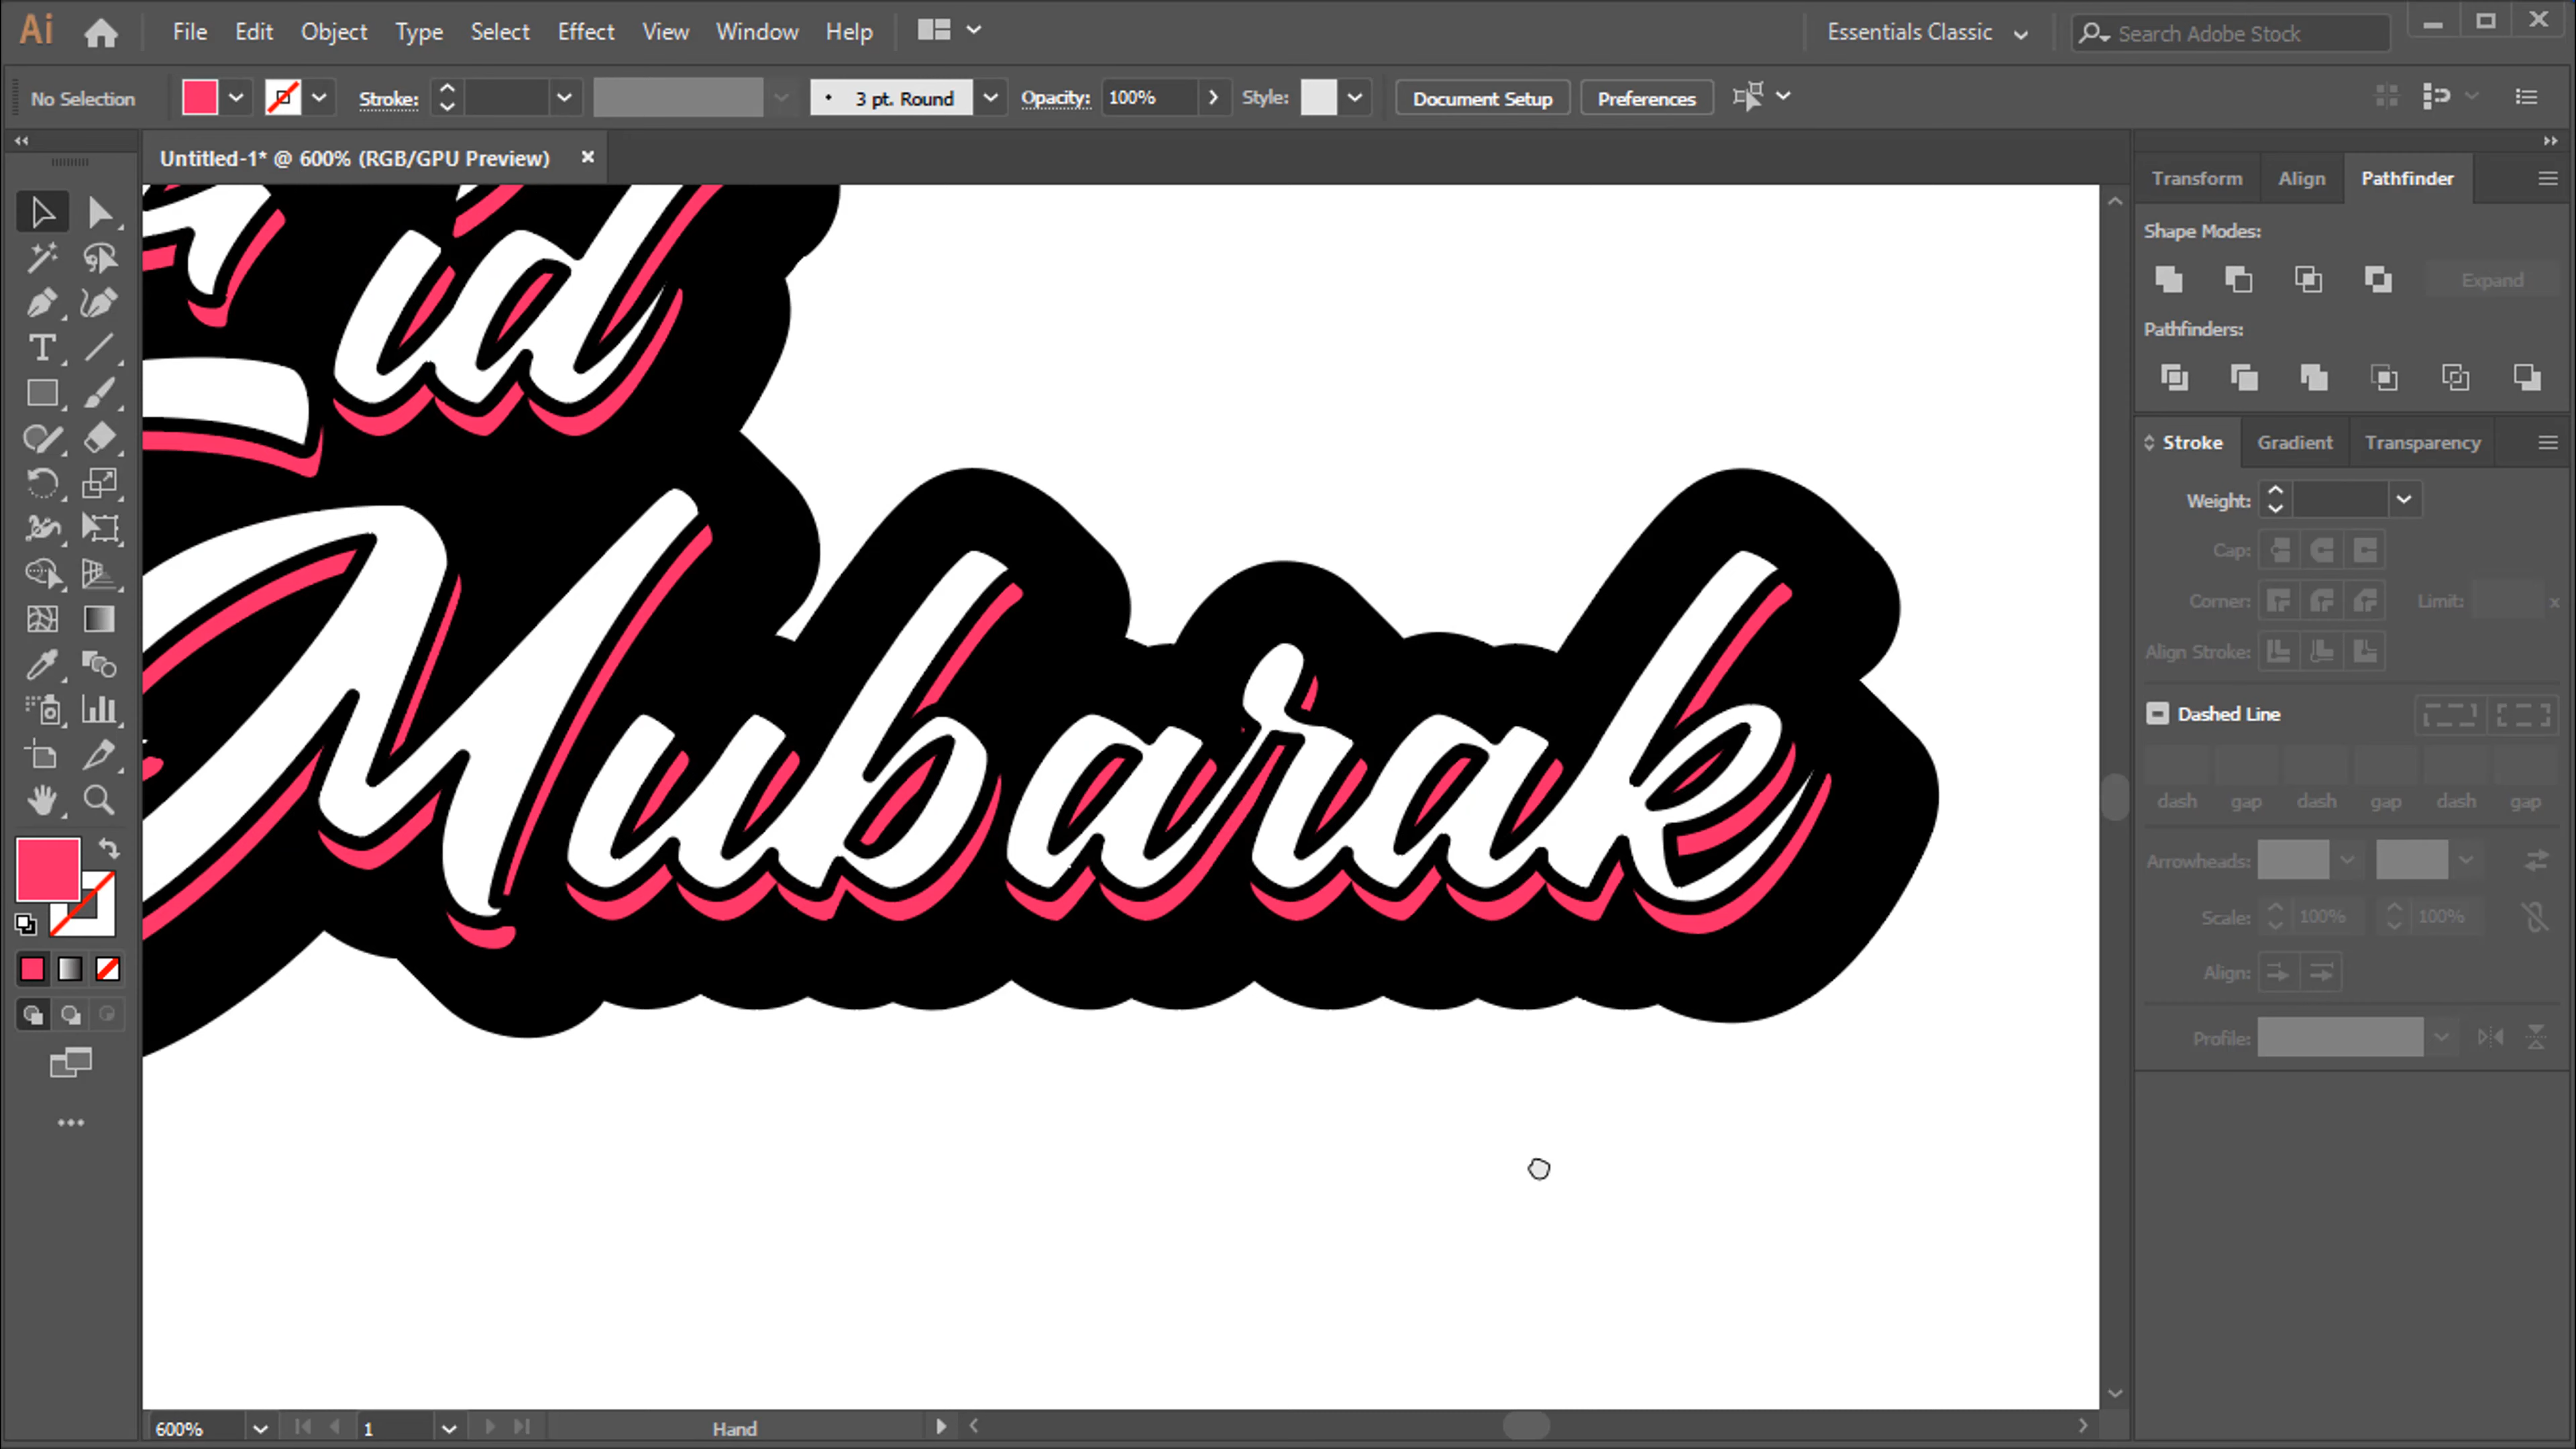 Ai File Edit Object Type Select Effect View Window Help Essentials Classic Search Adobe Stock
No Selection Stroke: 3 pt. Round Opacity: 100% Style: Document Setup Preferences
Untitled-1* @ 600% (RGB/GPU Preview)
Transform Align Pathfinder
Shape Modes:
Expand
Pathfinders:
Stroke Gradient Transparency
Weight:
Cap:
Corner: Limit: x
Align Stroke:
Dashed Line
dash gap dash gap dash gap
Arrowheads:
Scale: 100% 100%
Align:
Profile:
Eid
Mubarak
600% 1 Hand